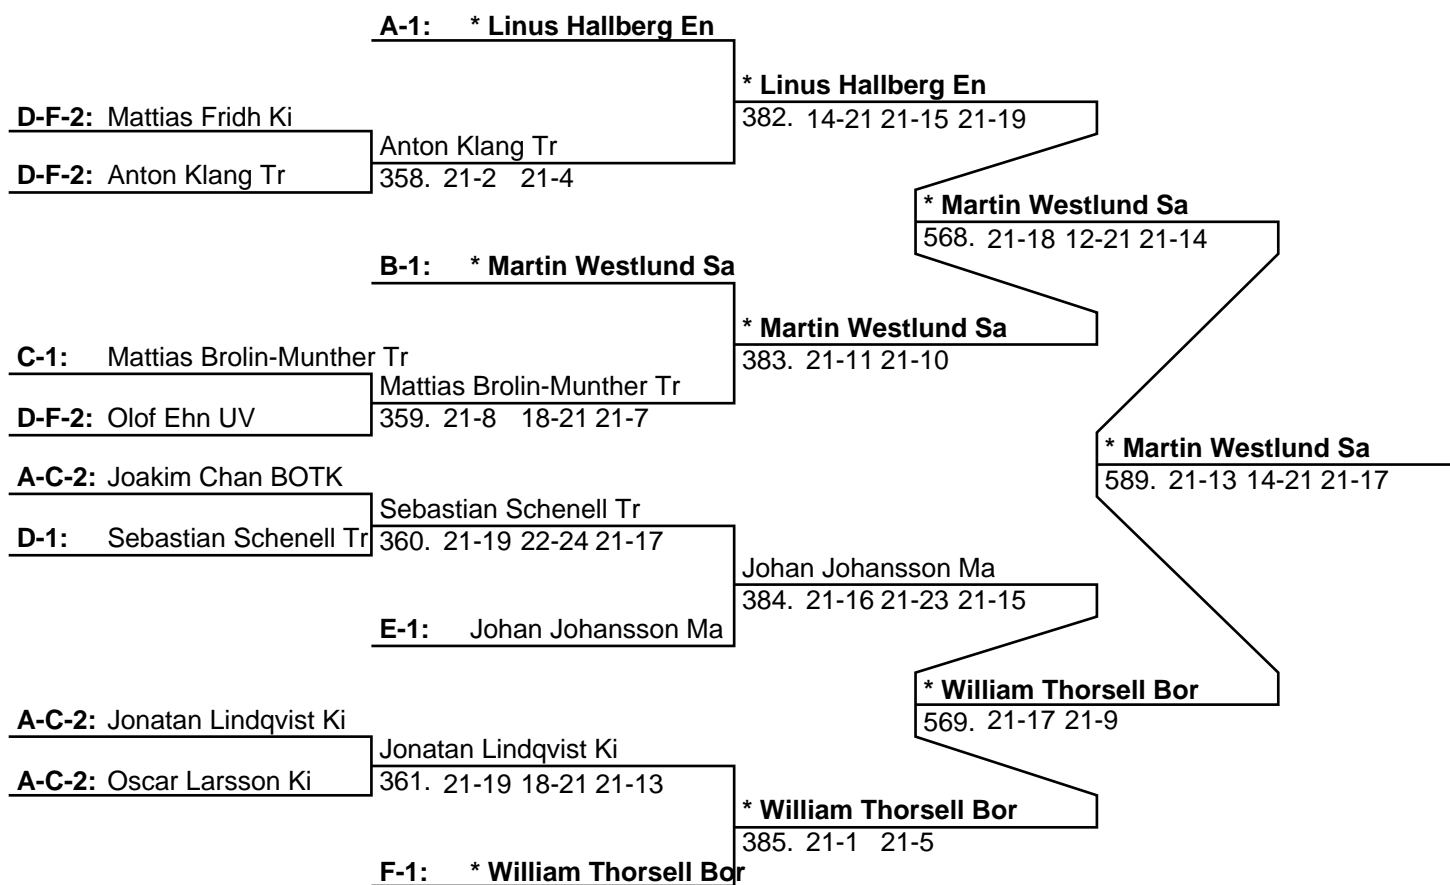 A-1: * Linus Hallberg En
* Linus Hallberg En
D-F-2: Mattias Fridh Ki
382. 14-21 21-15 21-19
Anton Klang Tr
D-F-2: Anton Klang Tr
358. 21-2 21-4
* Martin Westlund Sa
568. 21-18 12-21 21-14
B-1: * Martin Westlund Sa
* Martin Westlund Sa
C-1: Mattias Brolin-Munther Tr
383. 21-11 21-10
Mattias Brolin-Munther Tr
D-F-2: Olof Ehn UV
359. 21-8 18-21 21-7
* Martin Westlund Sa
A-C-2: Joakim Chan BOTK
589. 21-13 14-21 21-17
Sebastian Schenell Tr
D-1: Sebastian Schenell Tr
360. 21-19 22-24 21-17
Johan Johansson Ma
384. 21-16 21-23 21-15
E-1: Johan Johansson Ma
* William Thorsell Bor
A-C-2: Jonatan Lindqvist Ki
569. 21-17 21-9
Jonatan Lindqvist Ki
A-C-2: Oscar Larsson Ki
361. 21-19 18-21 21-13
* William Thorsell Bor
385. 21-1 21-5
F-1: * William Thorsell Bor